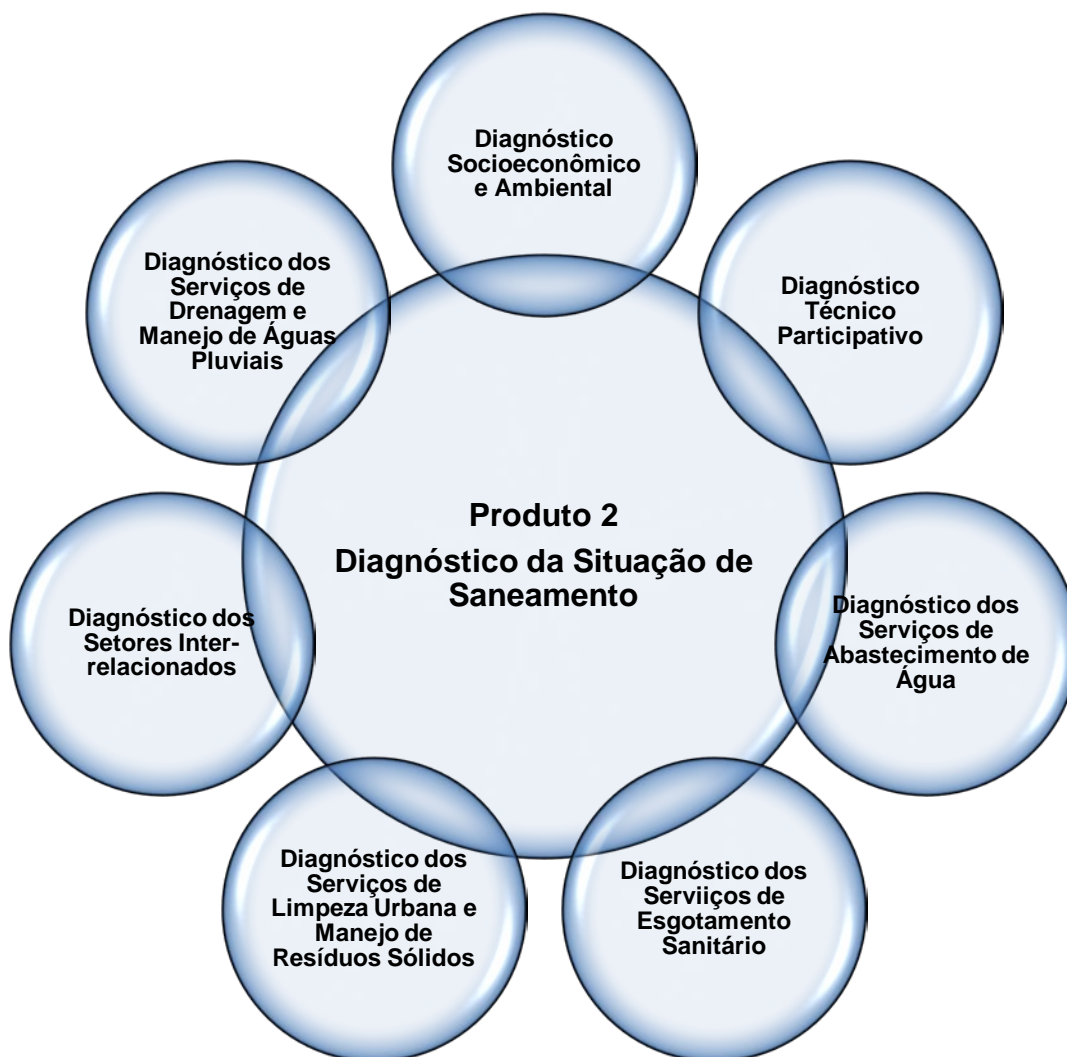 Diagnóstico
Socioeconômico
e Ambiental
Diagnóstico
Técnico
Participativo
Diagnóstico dos
Serviços de
Abastecimento de
Água
Diagnóstico dos
Serviiços de
Esgotamento
Sanitário
Diagnóstico dos
Serviços de
Limpeza Urbana e
Manejo de
Resíduos Sólidos
Diagnóstico dos
Setores Inter-
relacionados
Diagnóstico dos
Serviços de
Drenagem e
Manejo de Águas
Pluviais
Produto 2
Diagnóstico da Situação de
Saneamento